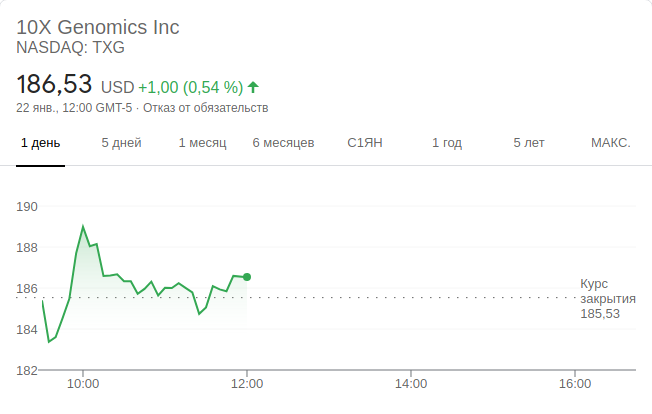 10X Genomics Inc
NASDAQ: TXG
186,53 USD +1,00 (0,54 %)
22 янв., 12:00 GMT-5 · Отказ от обязательств
1 день 5 дней 1 месяц 6 месяцев С1ЯН 1 год 5 лет МАКС.
190
188
186
184
182
Курс
закрытия
185,53
10:00 12:00 14:00 16:00